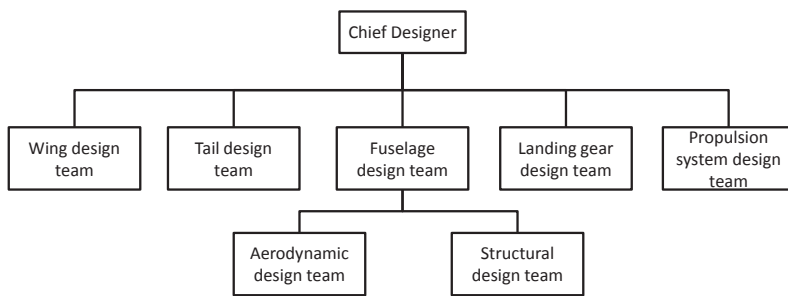 Chief Designer
Wing design
team
Tail design
team
Fuselage
design team
Landing gear
design team
Propulsion
system design
team
Aerodynamic
design team
Structural
design team